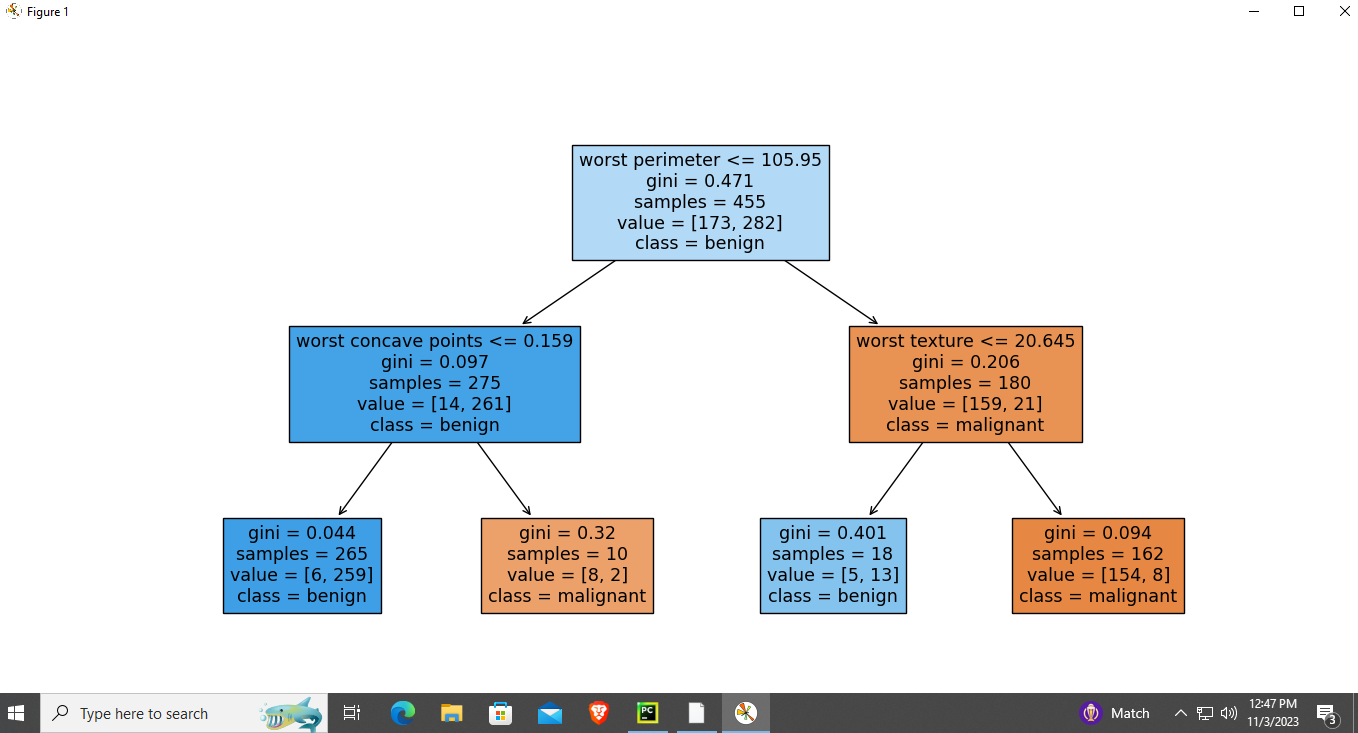 Figure 1
worst perimeter <= 105.95
gini = 0.471
samples = 455
value = [173, 282]
class = benign
worst concave points <= 0.159
gini = 0.097
samples = 275
value = [14, 261]
class = benign
worst texture <= 20.645
gini = 0.206
samples = 180
value = [159, 21]
class = malignant
gini = 0.044
samples = 265
value = [6, 259]
class = benign
gini = 0.32
samples = 10
value = [8, 2]
class = malignant
gini = 0.401
samples = 18
value = [5, 13]
class = benign
gini = 0.094
samples = 162
value = [154, 8]
class = malignant
Type here to search
PC
Match
12:47 PM
11/3/2023
3